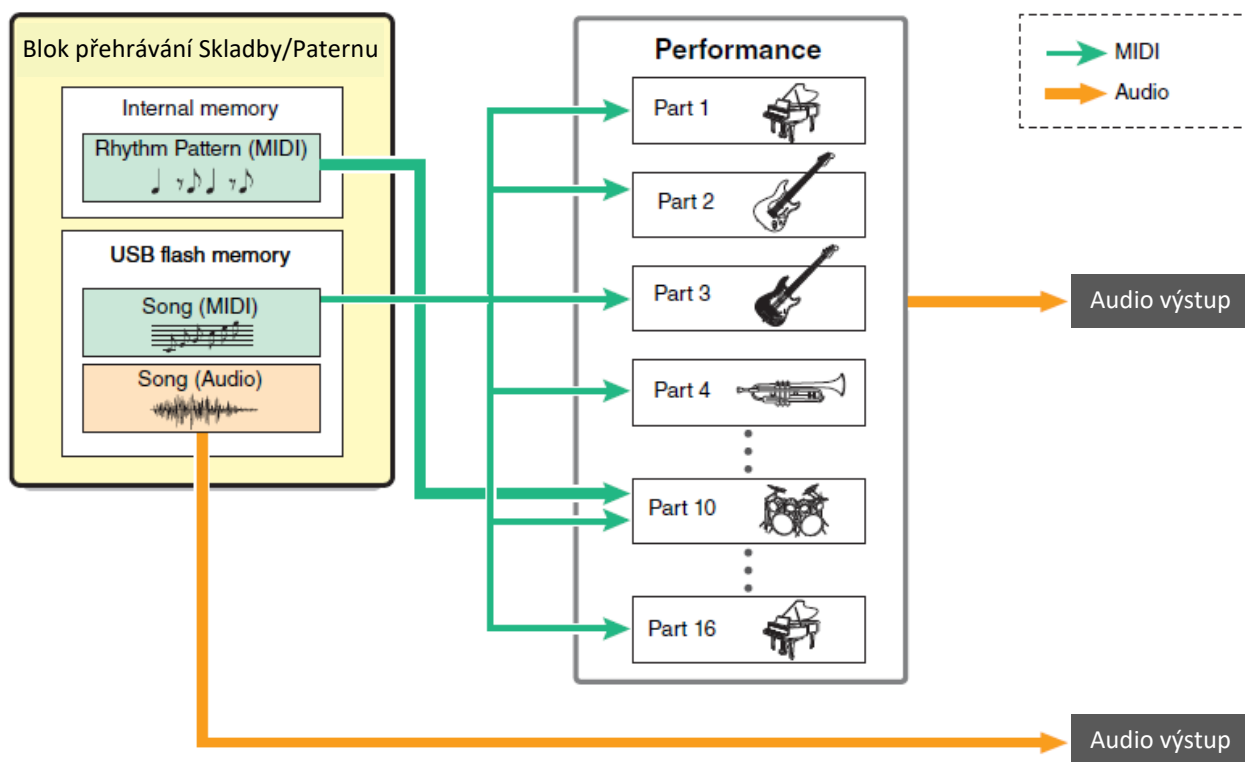 Blok přehrávání Skladby/Paternu
Internal memory
Rhythm Pattern (MIDI)
USB flash memory
Song (MIDI)
Song (Audio)
Performance
Part 1
Part 2
Part 3
Part 4
Part 10
Part 16
MIDI
Audio
Audio výstup
Audio výstup